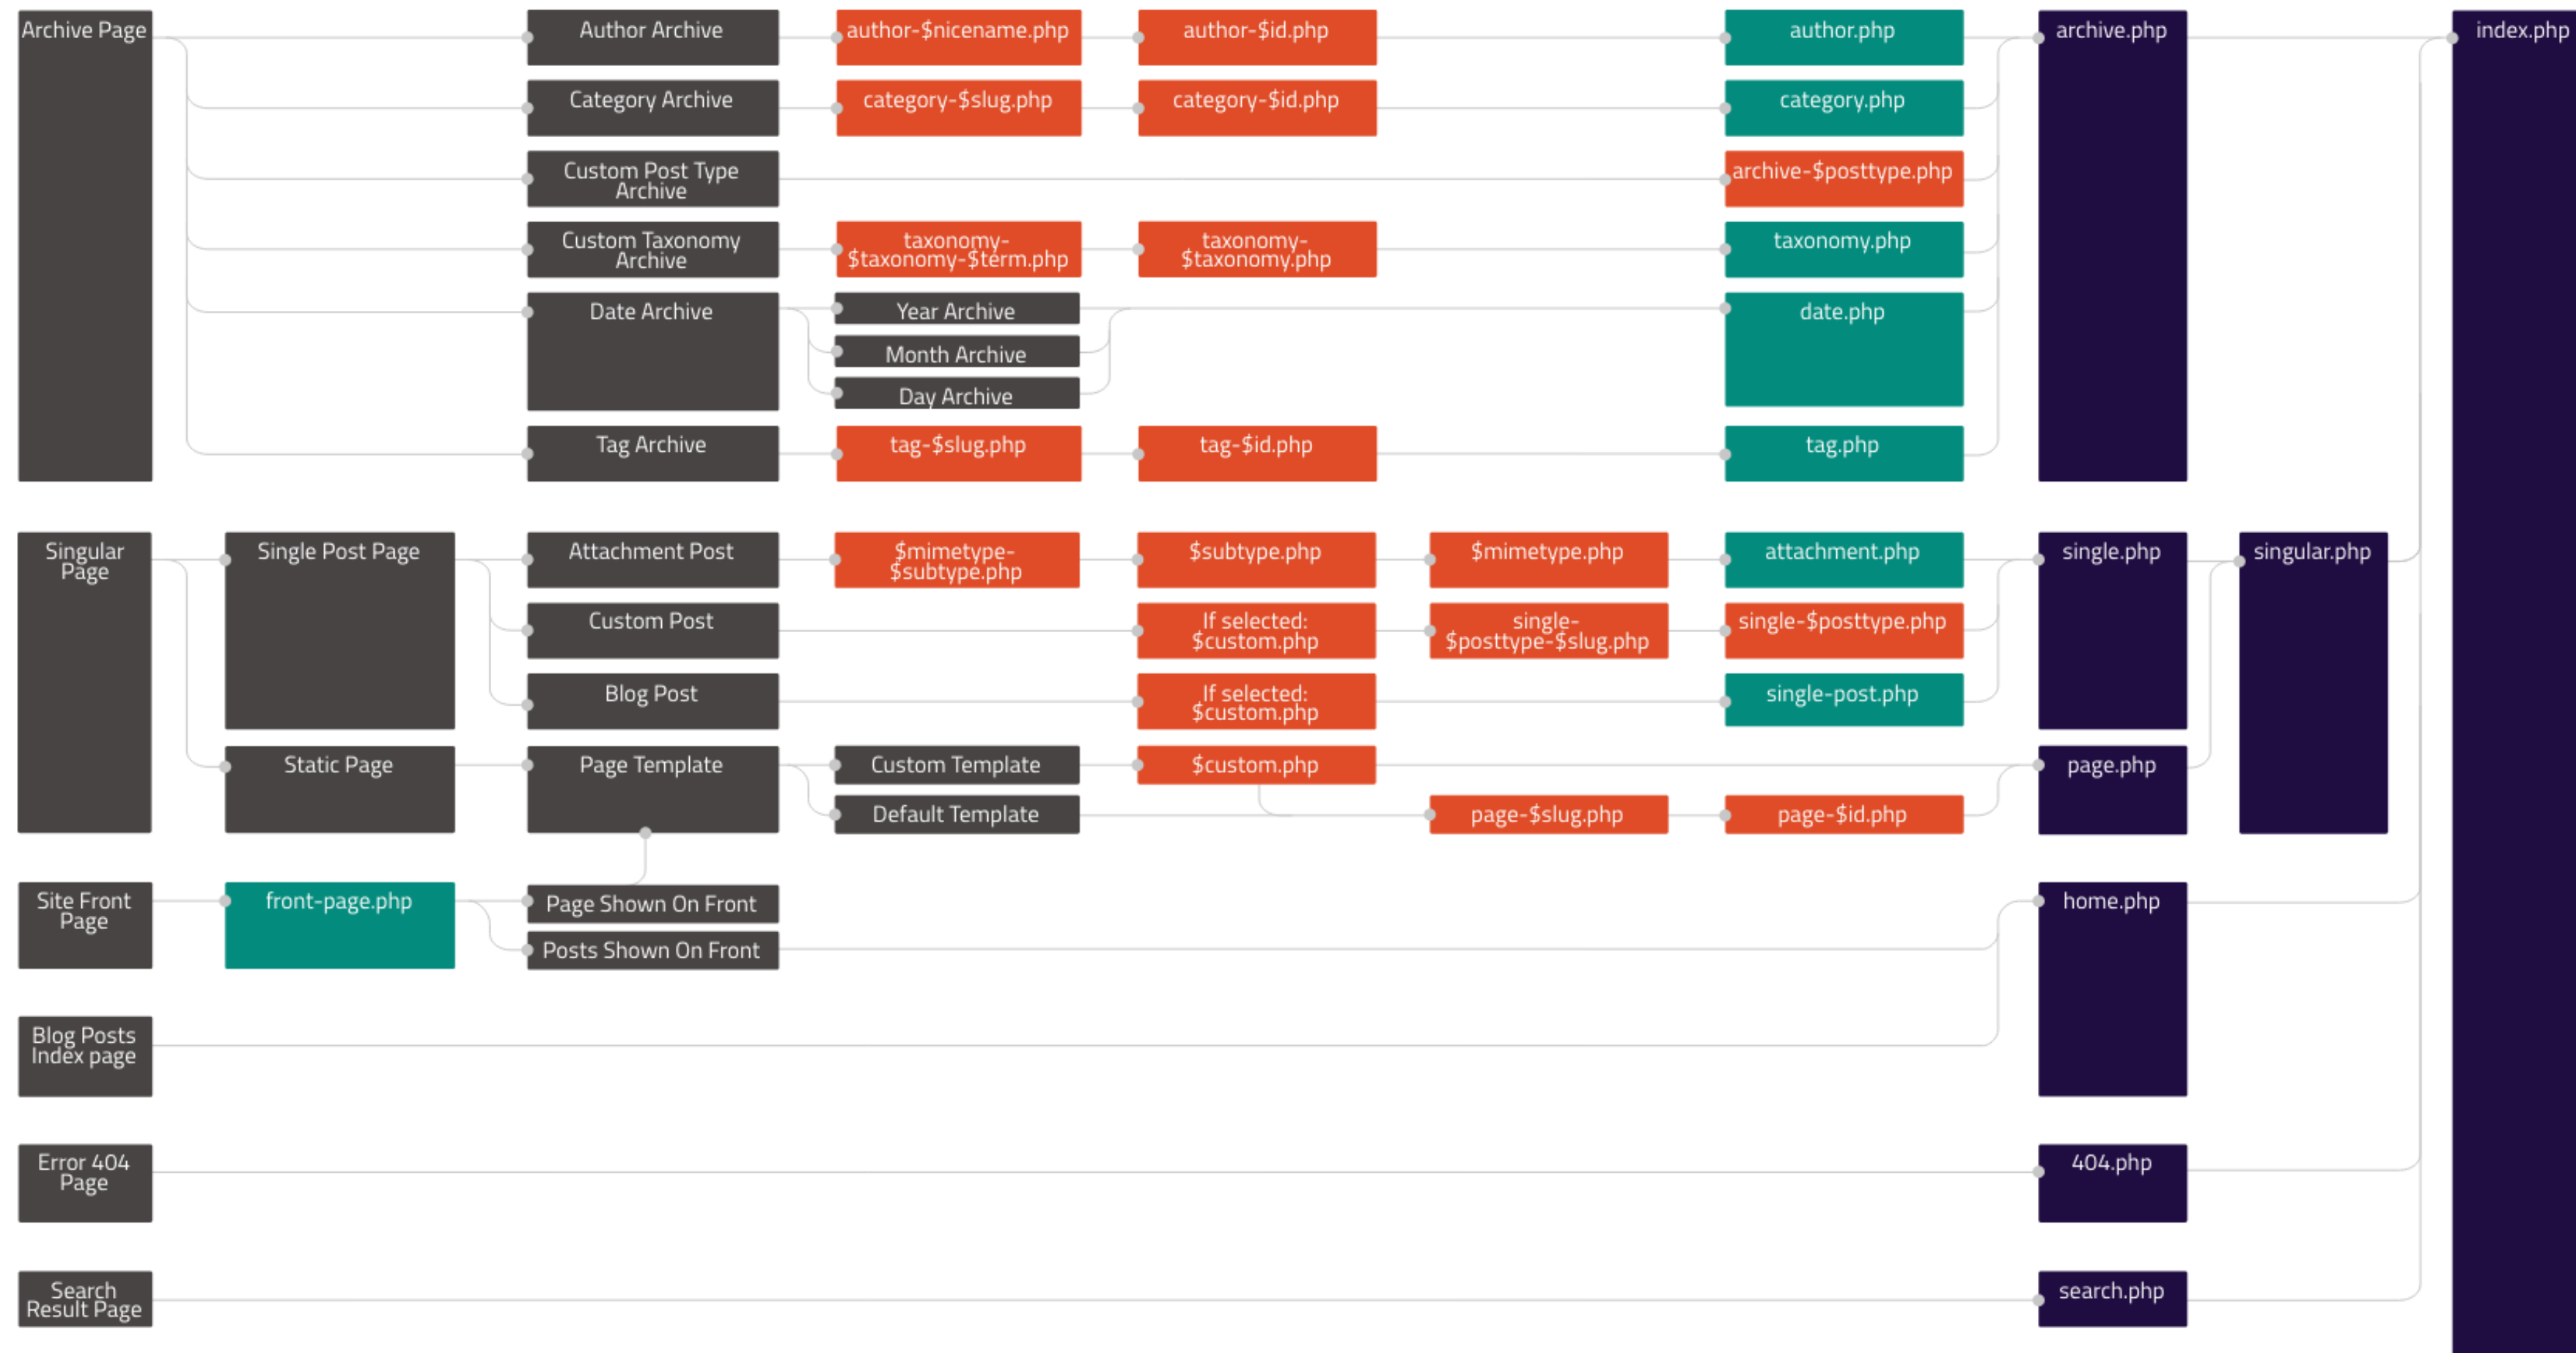 Archive Page
Author Archive
author-$nicename.php
author-$id.php
author.php
archive.php
index.php
Category Archive
category-$slug.php
category-$id.php
category.php
Custom Post Type
Archive
archive-$posttype.php
Custom Taxonomy
Archive
taxonomy-
$taxonomy-$term.php
taxonomy-
$taxonomy.php
taxonomy.php
Date Archive
Year Archive
Month Archive
Day Archive
date.php
Tag Archive
tag-$slug.php
tag-$id.php
tag.php
Singular
Page
Single Post Page
Attachment Post
$mimetype-
$subtype.php
$subtype.php
$mimetype.php
attachment.php
single.php
singular.php
Custom Post
If selected:
$custom.php
single-
$posttype-$slug.php
single-$posttype.php
Blog Post
If selected:
$custom.php
single-post.php
Static Page
Page Template
Custom Template
$custom.php
page.php
Default Template
page-$slug.php
page-$id.php
Site Front
Page
front-page.php
Page Shown On Front
Posts Shown On Front
home.php
Blog Posts
Index page
Error 404
Page
404.php
Search
Result Page
search.php